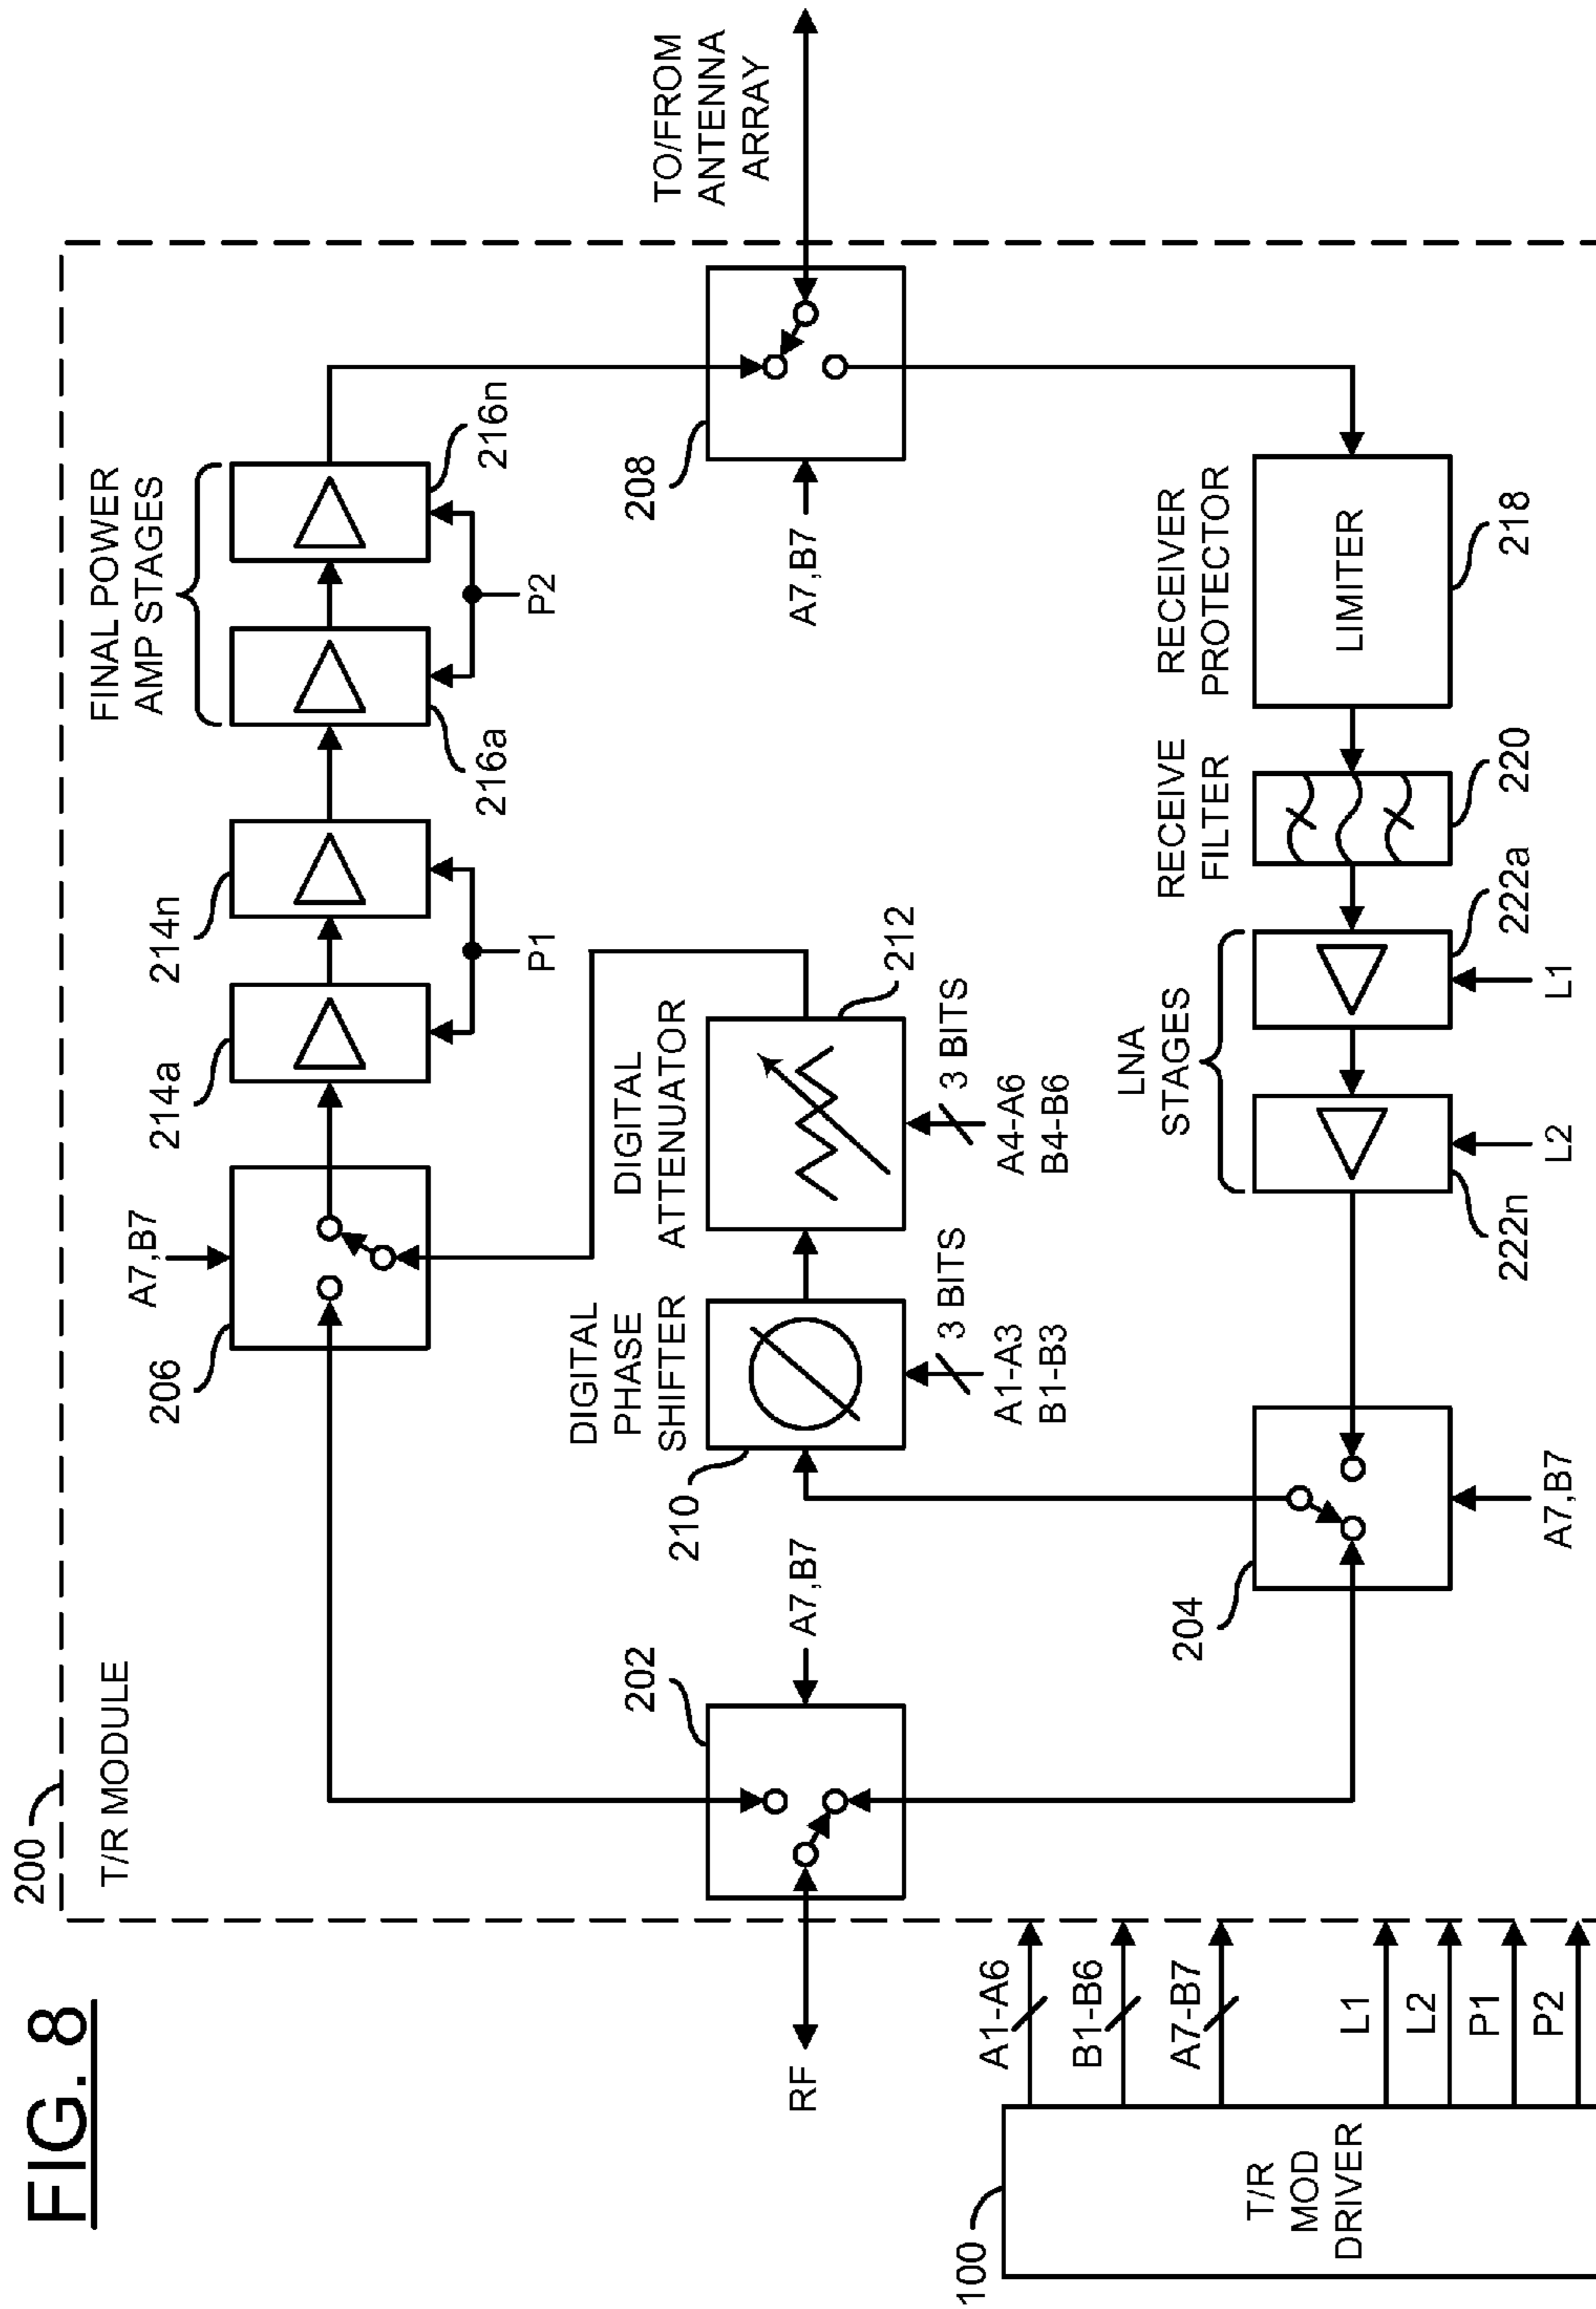 FIG. 8
200
T/R MODULE
FINAL POWER
AMP STAGES
A7,B7
206
214a
214n
216a
216n
P1
P2
TO/FROM
ANTENNA
ARRAY
208
A7,B7
RF
202
A7,B7
DIGITAL
PHASE
SHIFTER
210
3 BITS
A1-A3
B1-B3
DIGITAL
ATTENUATOR
212
3 BITS
A4-A6
B4-B6
204
A7,B7
LNA
STAGES
222n
L2
222a
L1
RECEIVE
FILTER
220
RECEIVER
PROTECTOR
LIMITER
218
100
T/R
MOD
DRIVER
A1-A6
B1-B6
A7-B7
L1
L2
P1
P2